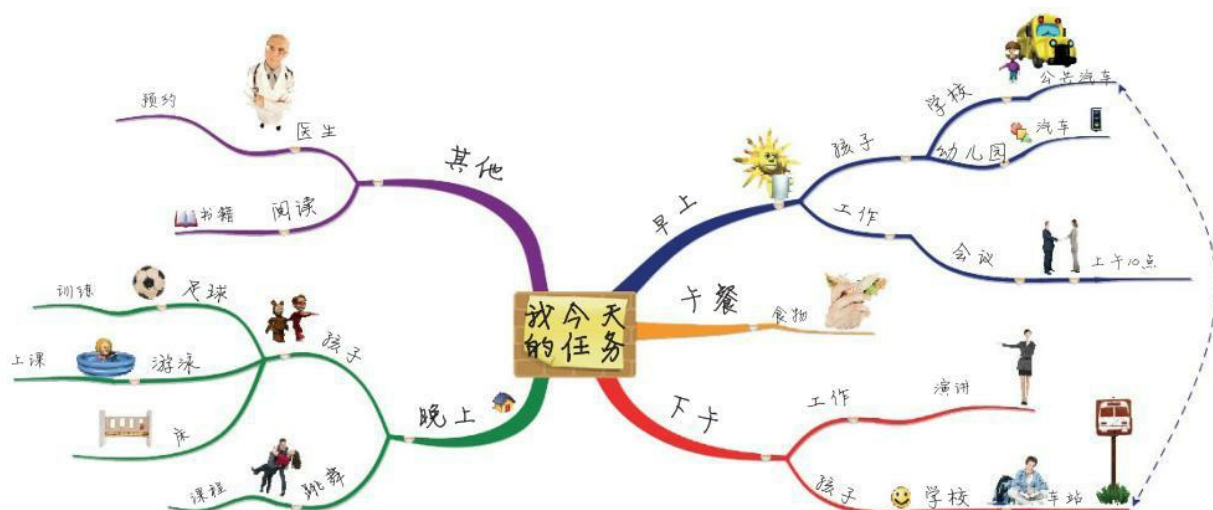 我今天
的任务
早上
孩子
学校
公共汽车
幼儿园
汽车
工作
会议
上午10点
午餐
食物
下午
工作
演讲
孩子
学校
车站
晚上
孩子
足球
训练
游泳
上课
床
跳舞
课程
其他
医生
预约
阅读
书籍